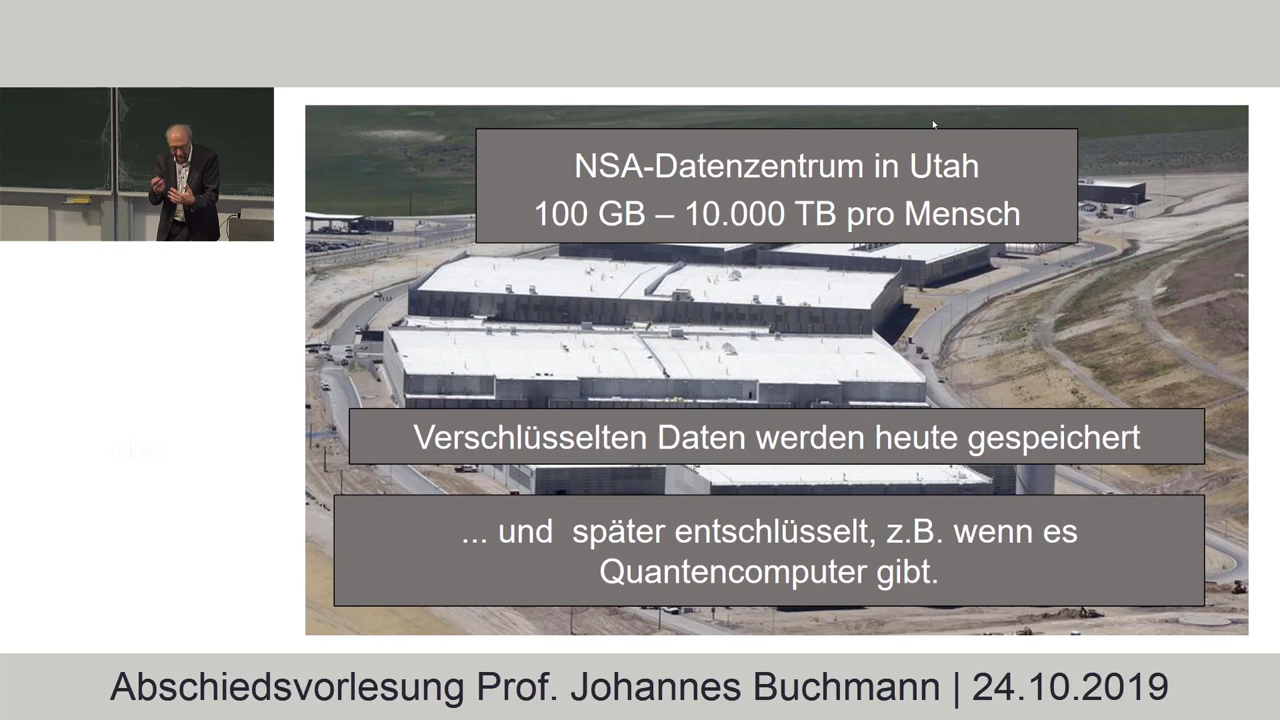 NSA-Datenzentrum in Utah
100 GB – 10.000 TB pro Mensch
Verschlüsselten Daten werden heute gespeichert
... und später entschlüsselt, z.B. wenn es
Quantencomputer gibt.
Abschiedsvorlesung Prof. Johannes Buchmann | 24.10.2019